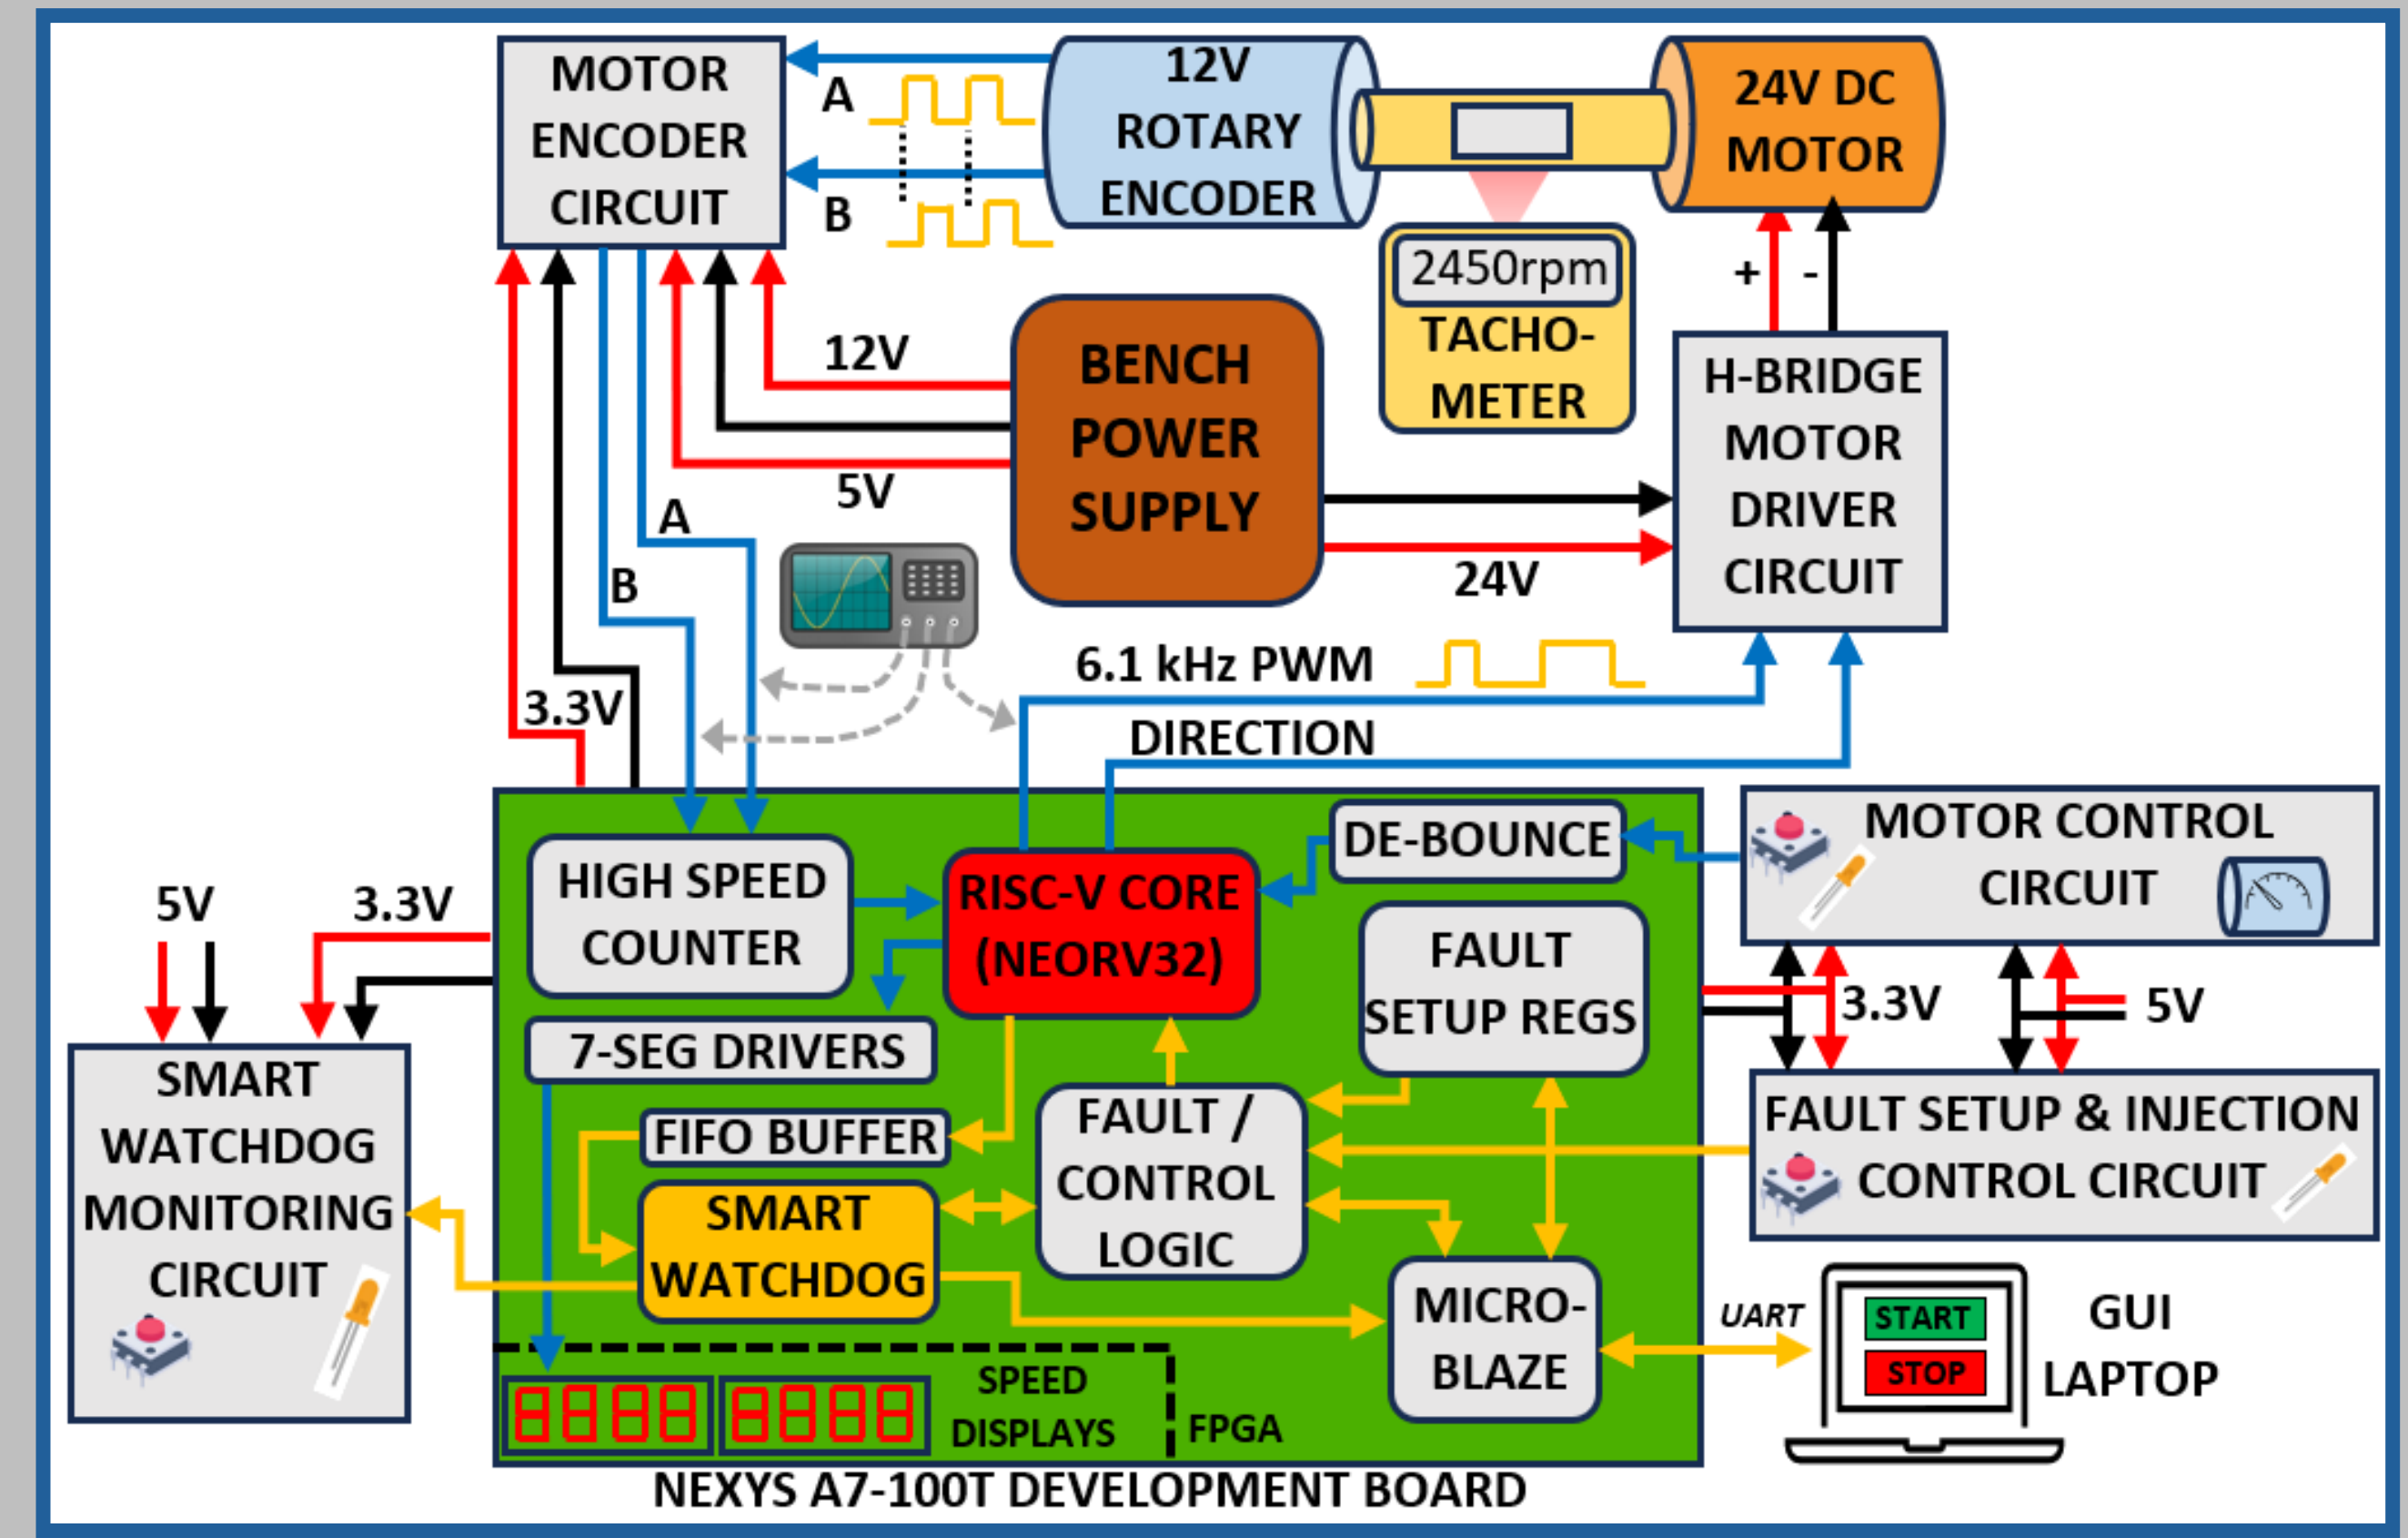 MOTOR
ENCODER
CIRCUIT
A
B
12V
ROTARY
ENCODER
24V DC
MOTOR
2450rpm
TACHO-
METER
+
-
12V
5V
BENCH
POWER
SUPPLY
24V
H-BRIDGE
MOTOR
DRIVER
CIRCUIT
A
B
3.3V
6.1 kHz PWM
DIRECTION
5V
3.3V
SMART
WATCHDOG
MONITORING
CIRCUIT
HIGH SPEED
COUNTER
RISC-V CORE
(NEORV32)
DE-BOUNCE
FAULT
SETUP REGS
7-SEG DRIVERS
FIFO BUFFER
SMART
WATCHDOG
FAULT /
CONTROL
LOGIC
MICRO-
BLAZE
8888 8888
SPEED
DISPLAYS
FPGA
NEXYS A7-100T DEVELOPMENT BOARD
MOTOR CONTROL
CIRCUIT
3.3V
5V
FAULT SETUP & INJECTION
CONTROL CIRCUIT
UART
START
STOP
GUI
LAPTOP